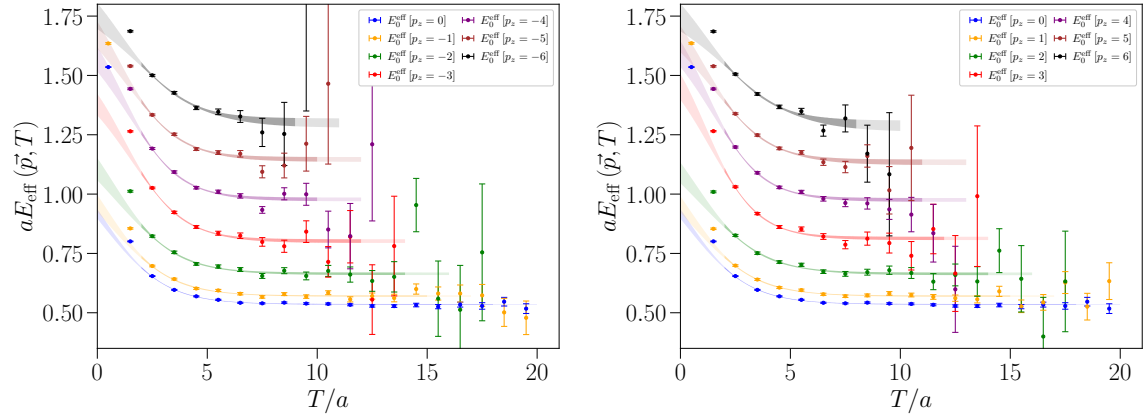 1.75
1.50
1.25
1.00
0.75
0.50
aE_eff (p⃗, T)
0 5 10 15 20
T/a
E_0^eff [p_z = 0]
E_0^eff [p_z = −1]
E_0^eff [p_z = −2]
E_0^eff [p_z = −3]
E_0^eff [p_z = −4]
E_0^eff [p_z = −5]
E_0^eff [p_z = −6]
1.75
1.50
1.25
1.00
0.75
0.50
aE_eff (p⃗, T)
0 5 10 15 20
T/a
E_0^eff [p_z = 0]
E_0^eff [p_z = 1]
E_0^eff [p_z = 2]
E_0^eff [p_z = 3]
E_0^eff [p_z = 4]
E_0^eff [p_z = 5]
E_0^eff [p_z = 6]